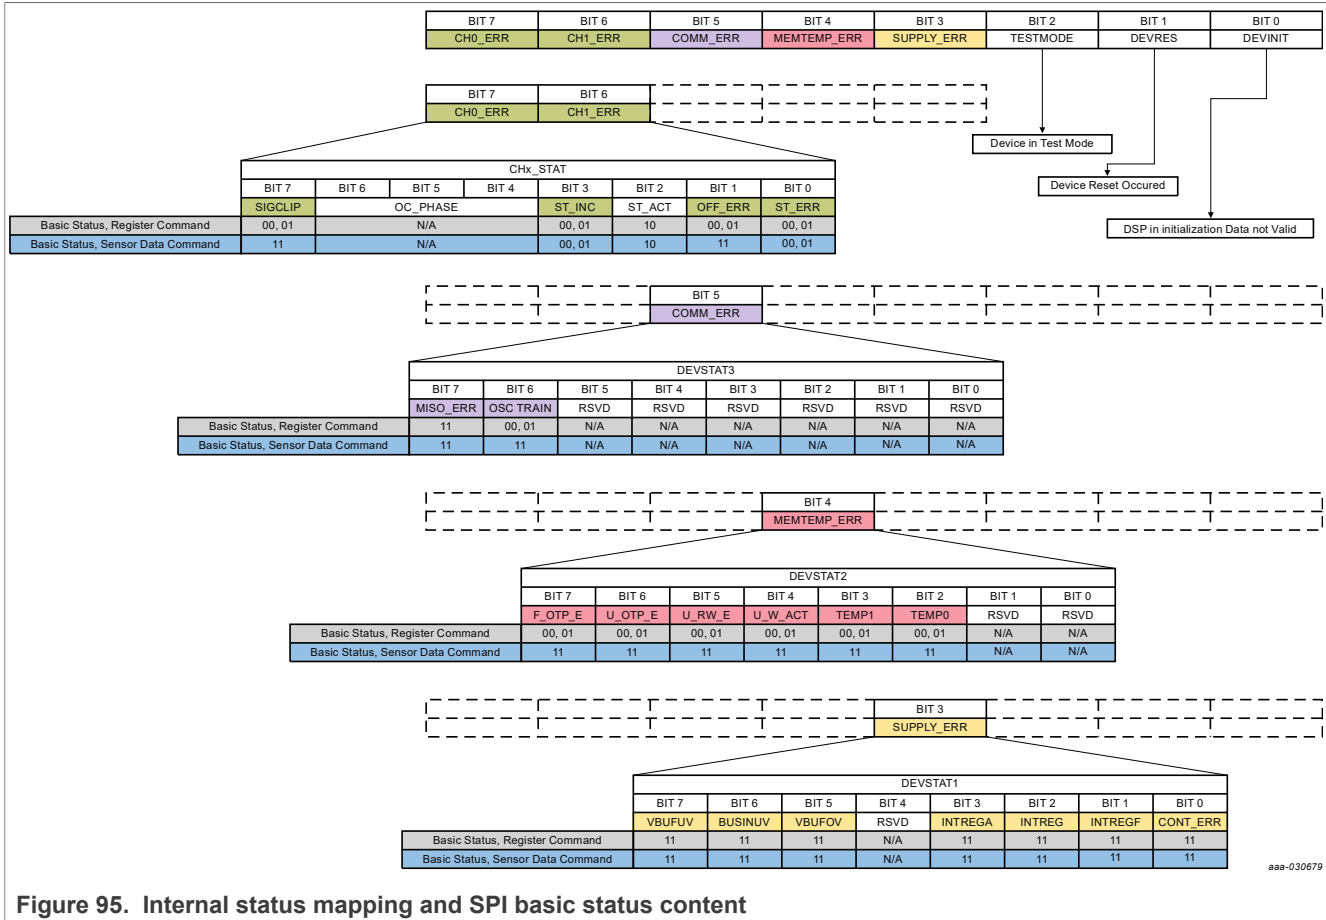 BIT 7 BIT 6 BIT 5 BIT 4 BIT 3 BIT 2 BIT 1 BIT 0
CH0_ERR CH1_ERR COMM_ERR MEMTEMP_ERR SUPPLY_ERR TESTMODE DEVRES DEVINIT
BIT 7 BIT 6
CH0_ERR CH1_ERR
Device in Test Mode
Device Reset Occured
DSP in initialization Data not Valid
CHx_STAT
BIT 7 BIT 6 BIT 5 BIT 4 BIT 3 BIT 2 BIT 1 BIT 0
SIGCLIP OC_PHASE ST_INC ST_ACT OFF_ERR ST_ERR
Basic Status, Register Command 00, 01 N/A 00, 01 10 00, 01 00, 01
Basic Status, Sensor Data Command 11 N/A 00, 01 10 11 00, 01
BIT 5
COMM_ERR
DEVSTAT3
BIT 7 BIT 6 BIT 5 BIT 4 BIT 3 BIT 2 BIT 1 BIT 0
MISO_ERR OSC TRAIN RSVD RSVD RSVD RSVD RSVD RSVD
Basic Status, Register Command 11 00, 01 N/A N/A N/A N/A N/A N/A
Basic Status, Sensor Data Command 11 11 N/A N/A N/A N/A N/A N/A
BIT 4
MEMTEMP_ERR
DEVSTAT2
BIT 7 BIT 6 BIT 5 BIT 4 BIT 3 BIT 2 BIT 1 BIT 0
F_OTP_E U_OTP_E U_RW_E U_W_ACT TEMP1 TEMP0 RSVD RSVD
Basic Status, Register Command 00, 01 00, 01 00, 01 00, 01 00, 01 00, 01 N/A N/A
Basic Status, Sensor Data Command 11 11 11 11 11 11 N/A N/A
BIT 3
SUPPLY_ERR
DEVSTAT1
BIT 7 BIT 6 BIT 5 BIT 4 BIT 3 BIT 2 BIT 1 BIT 0
VBUFUV BUSINUV VBUFOV RSVD INTREGA INTREG INTREGF CONT_ERR
Basic Status, Register Command 11 11 11 N/A 11 11 11 11
Basic Status, Sensor Data Command 11 11 11 N/A 11 11 11 11
aaa-030679
Figure 95. Internal status mapping and SPI basic status content